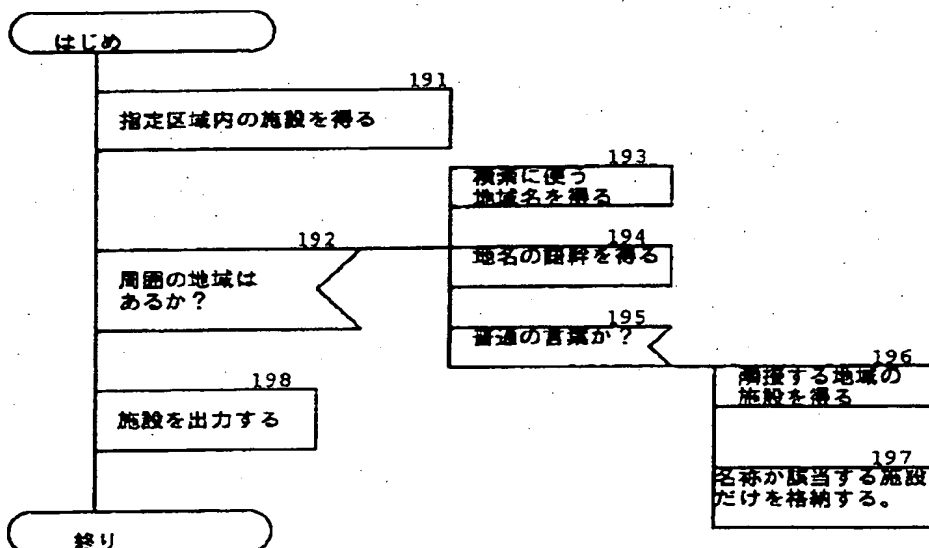 はじめ
191
指定区域内の施設を得る
193
検索に使う
地域名を得る
192
周囲の地域は
あるか？
194
地名の語幹を得る
195
普通の言葉か？
196
隣接する地域の
施設を得る
197
名称が該当する施設
だけを格納する。
198
施設を出力する
終り